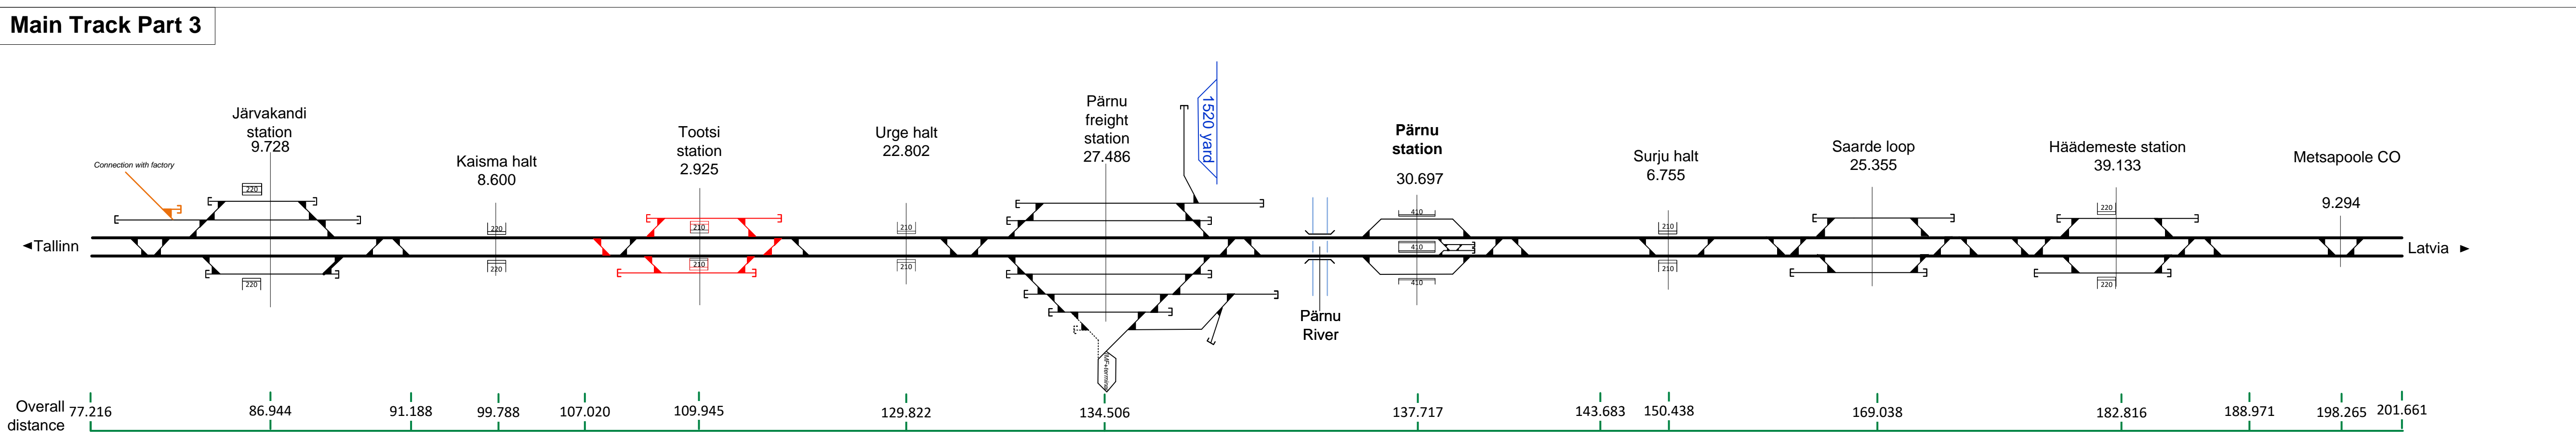 Main Track Part 3
Connection with factory
Järvakandi
station
9.728
Kaisma halt
8.600
Tootsi
station
2.925
Urge halt
22.802
Pärnu
freight
station
27.486
1520 yard
Pärnu
station
30.697
Surju halt
6.755
Saarde loop
25.355
Häädemeste station
39.133
Metsapoole CO
9.294
220
220
220
220
210
210
210
210
410
410
410
210
210
220
220
Tallinn
Latvia
Pärnu
River
Overall
distance
77.216
86.944
91.188
99.788
107.020
109.945
129.822
134.506
137.717
143.683
150.438
169.038
182.816
188.971
198.265
201.661